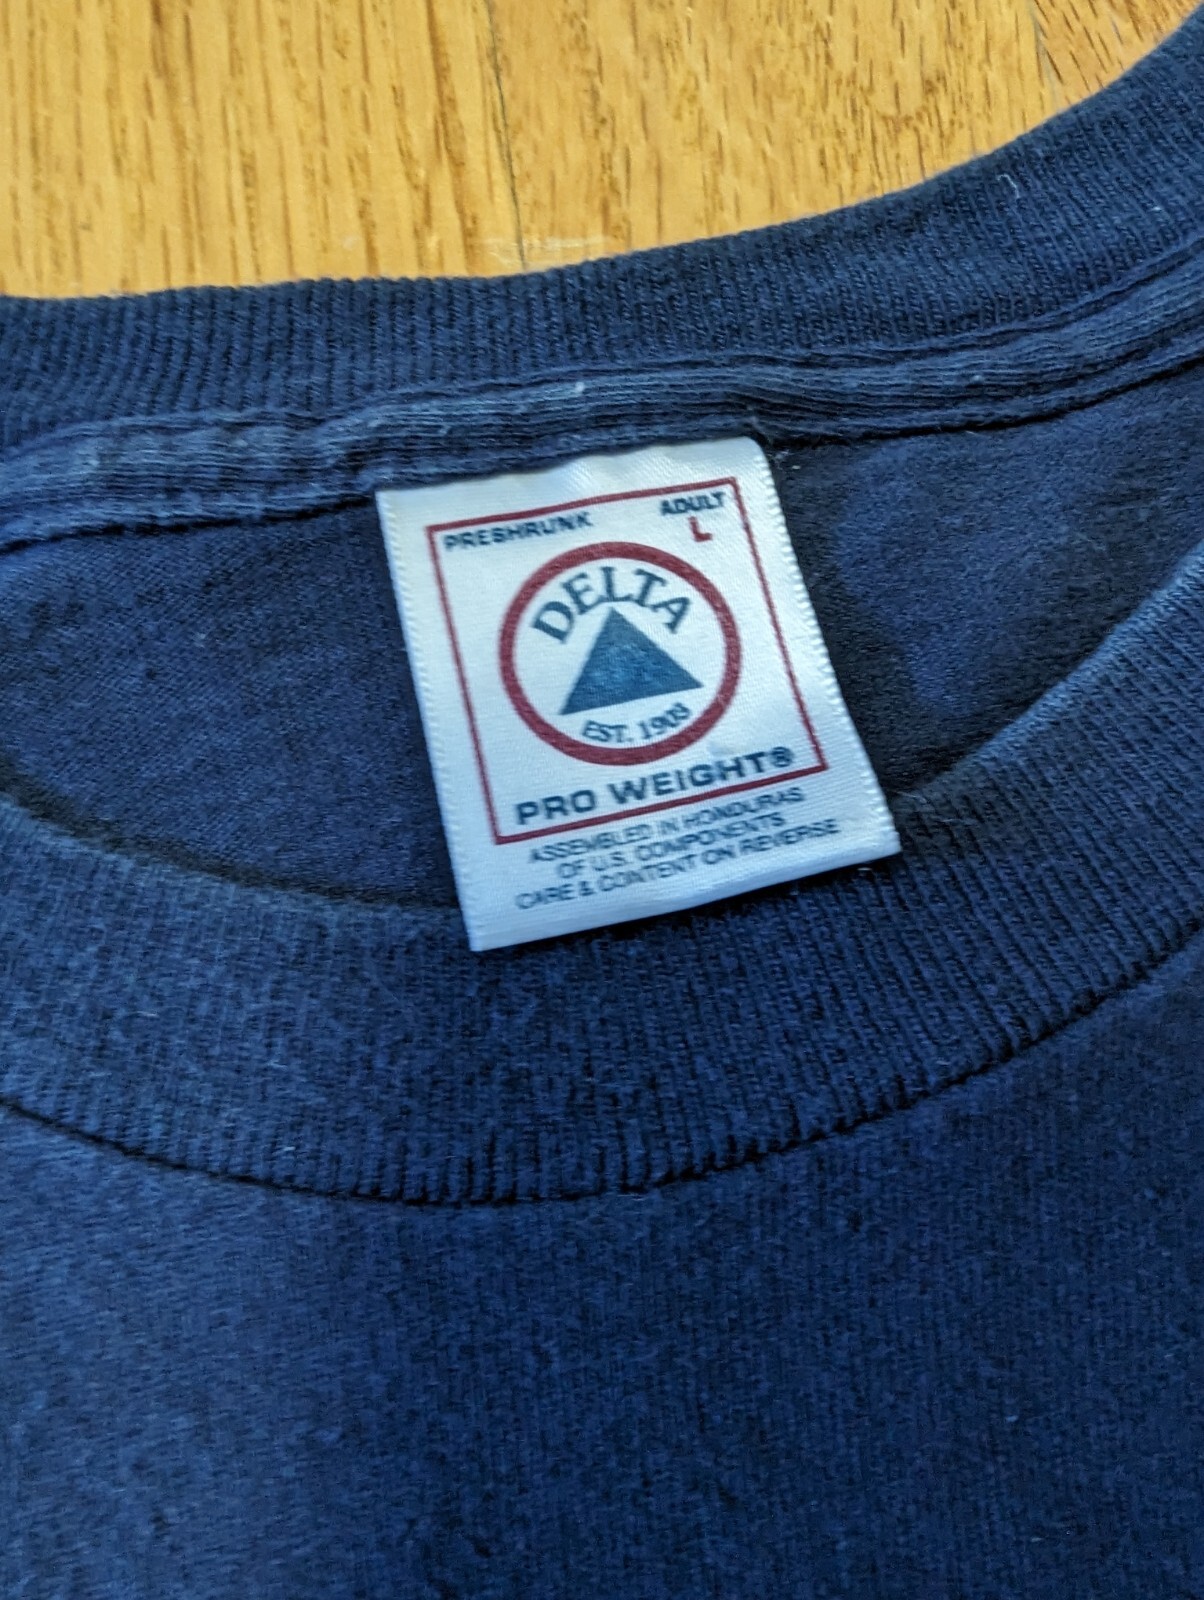 PRESHRUNK ADULT
L
DELTA
EST. 1903
PRO WEIGHT®
ASSEMBLED IN HONDURAS
OF U.S. COMPONENTS
CARE & CONTENT ON REVERSE